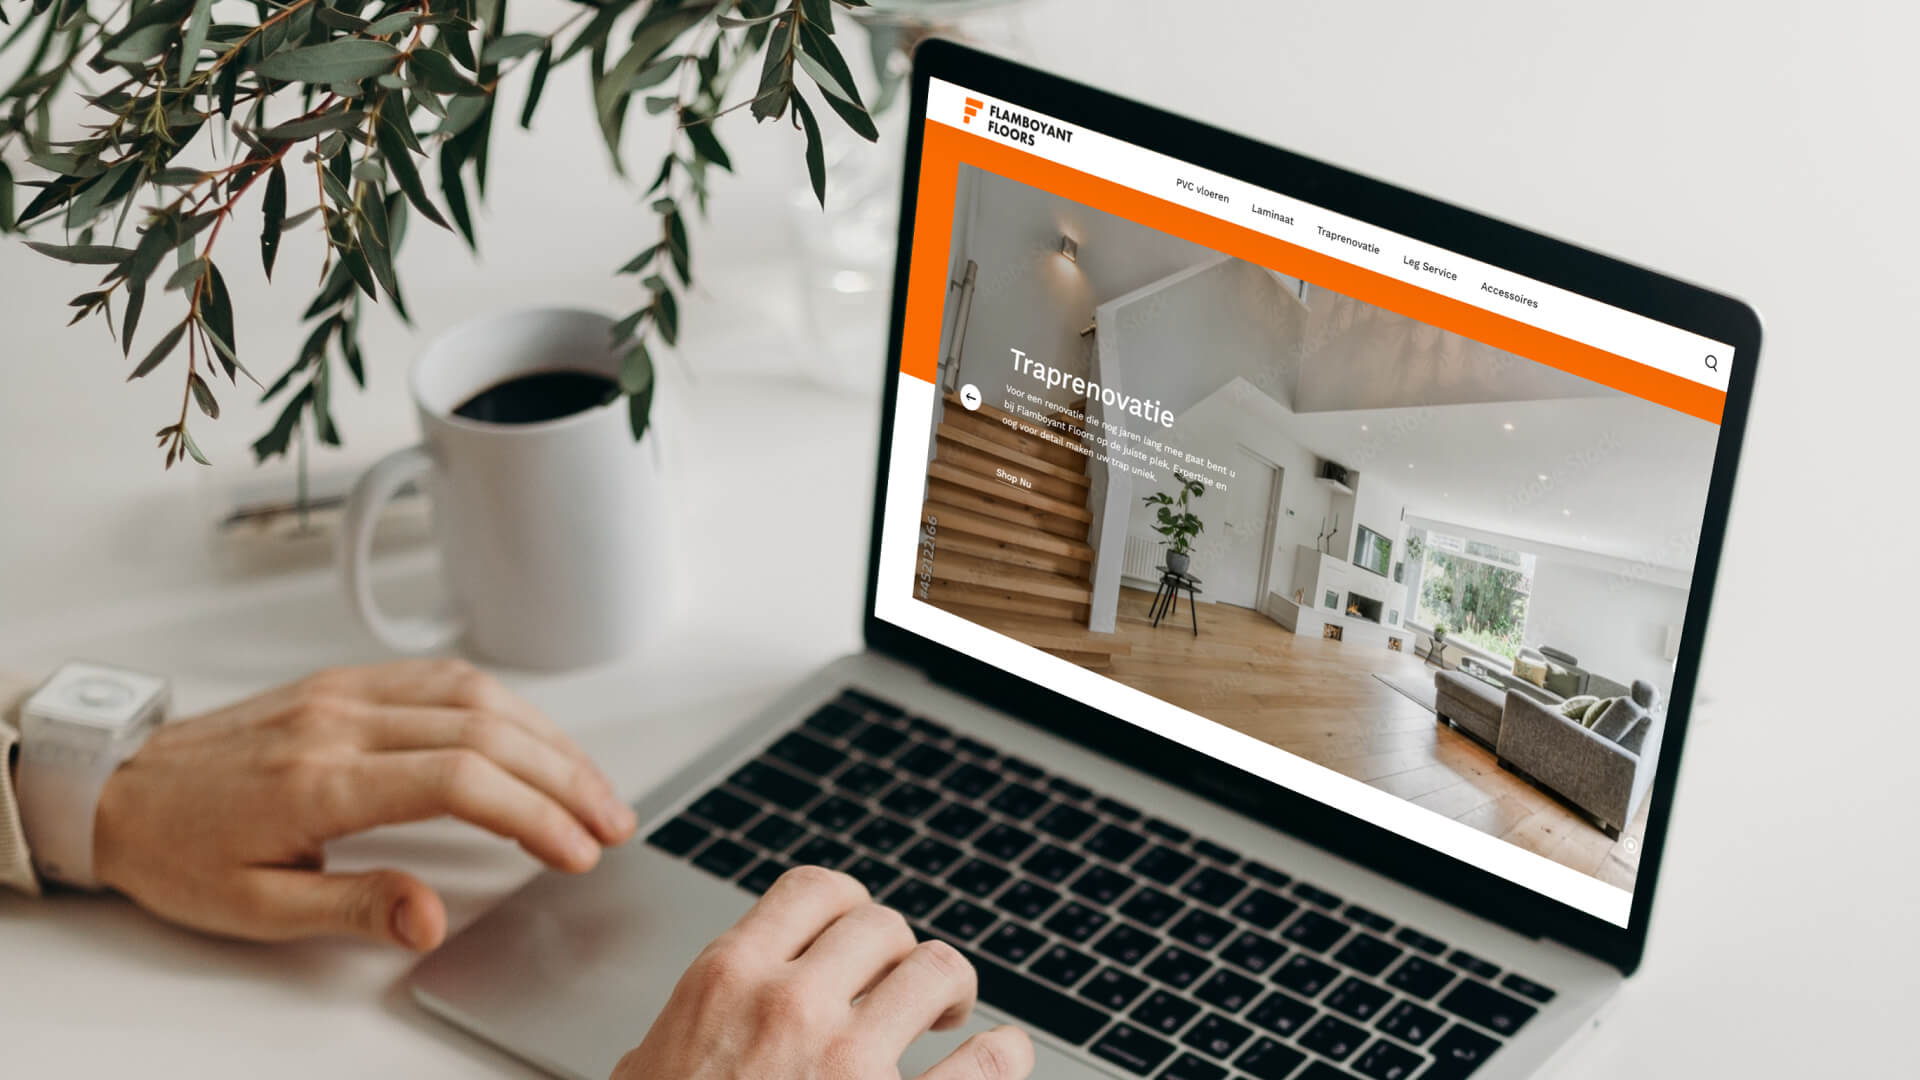 FLAMBOYANT
FLOORS
PVC vloeren
Laminaat
Traprenovatie
Leg Service
Accessoires
Traprenovatie
Voor een renovatie die nog jaren lang mee gaat bent u
bij Flamboyant Floors op de juiste plek. Expertise en
oog voor detail maken uw trap uniek.
Shop Nu
#452122166